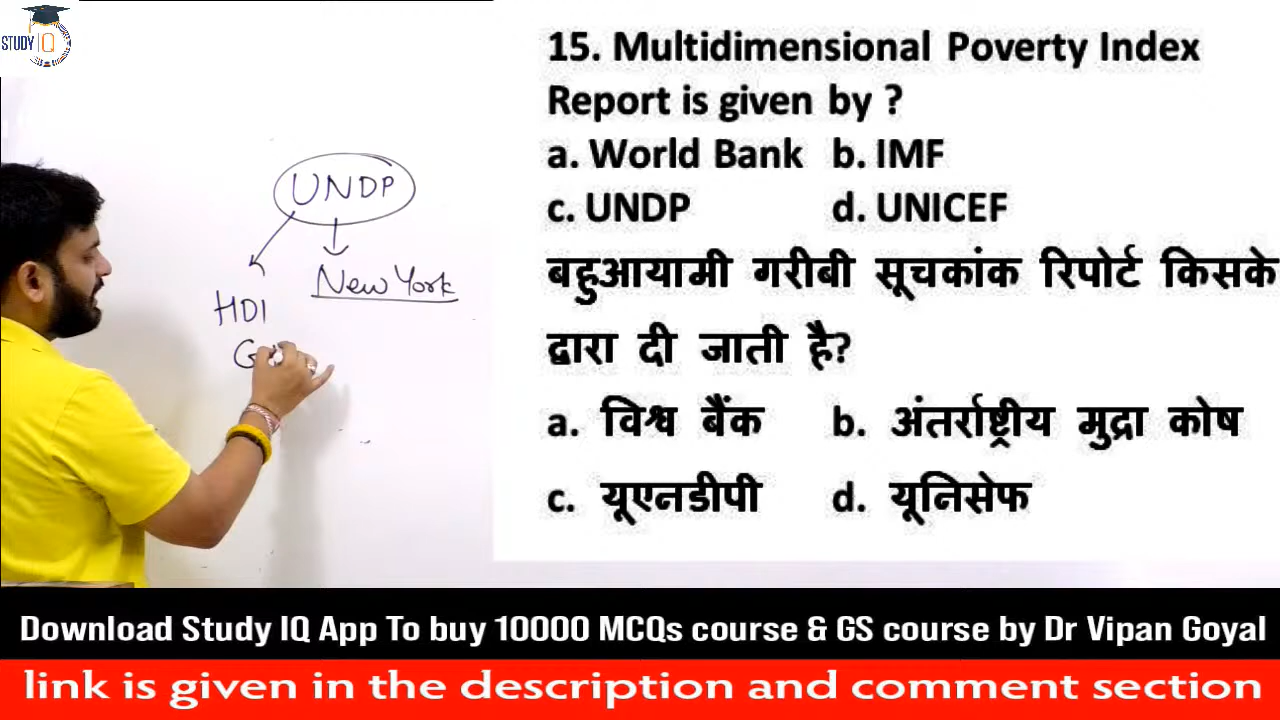 STUDY IQ
UNDP
New York
HDI
G
15. Multidimensional Poverty Index
Report is given by ?
a. World Bank b. IMF
c. UNDP d. UNICEF
बहुआयामी गरीबी सूचकांक रिपोर्ट किसके
द्वारा दी जाती है?
a. विश्व बैंक b. अंतर्राष्ट्रीय मुद्रा कोष
c. यूएनडीपी d. यूनिसेफ
Download Study IQ App To buy 10000 MCQs course & GS course by Dr Vipan Goyal
link is given in the description and comment section